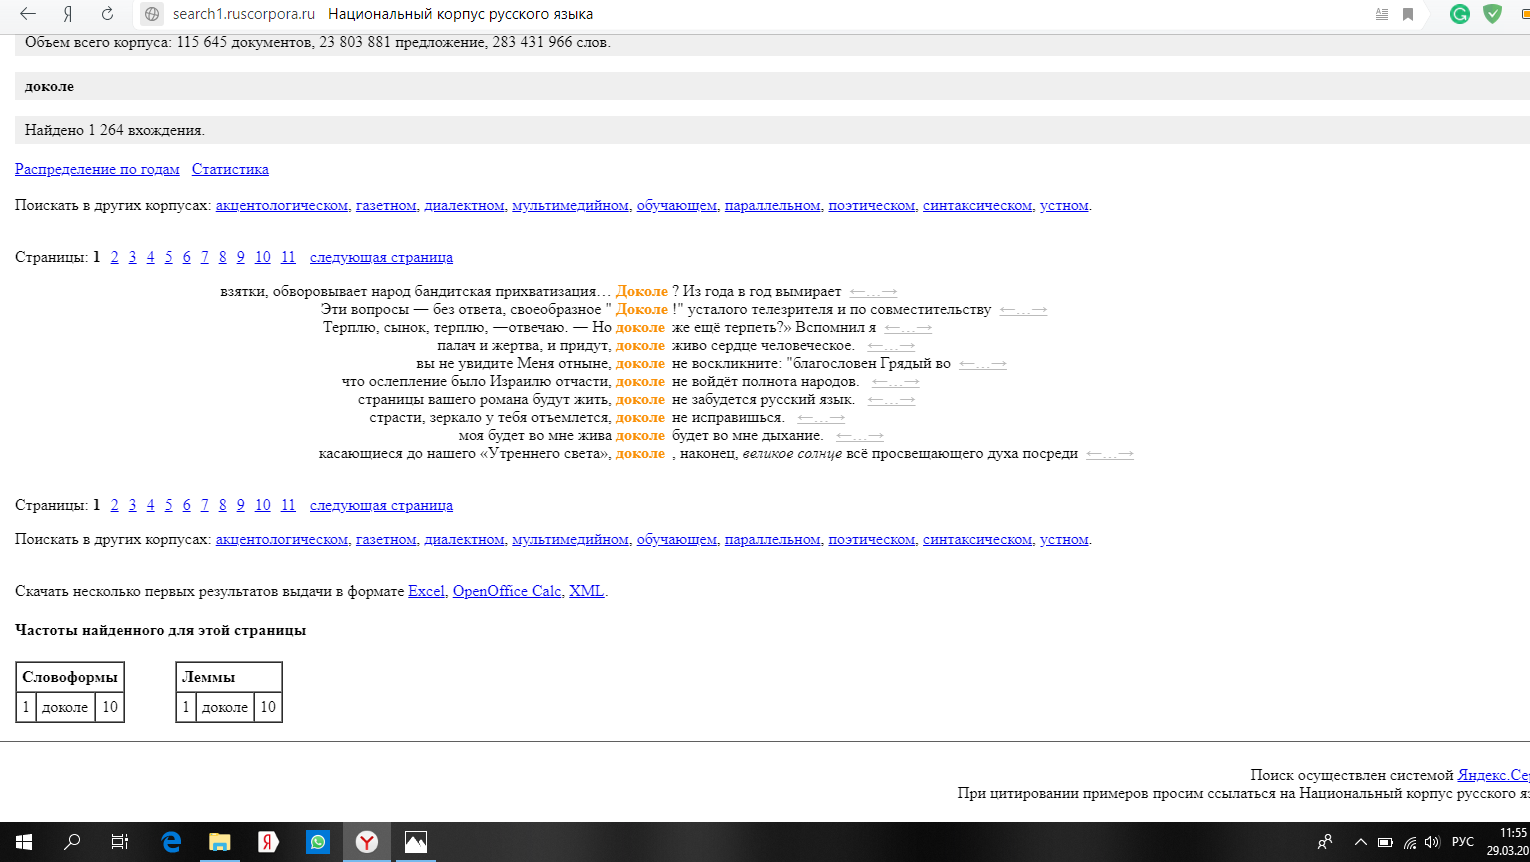 search1.ruscorpora.ru Национальный корпус русского языка
Объем всего корпуса: 115 645 документов, 23 803 881 предложение, 283 431 966 слов.
доколе
Найдено 1 264 вхождения.
Распределение по годам Статистика
Поискать в других корпусах: акцентологическом, газетном, диалектном, мультимедийном, обучающем, параллельном, поэтическом, синтаксическом, устном.
Страницы: 1 2 3 4 5 6 7 8 9 10 11 следующая страница
взятки, обворовывает народ бандитская прихватизация… Доколе ? Из года в год вымирает ←…→
Эти вопросы — без ответа, своеобразное " Доколе !" усталого телезрителя и по совместительству ←…→
Терплю, сынок, терплю, —отвечаю. — Но доколе же ещё терпеть?» Вспомнил я ←…→
палач и жертва, и придут, доколе живо сердце человеческое. ←…→
вы не увидите Меня отныне, доколе не воскликните: "благословен Грядый во ←…→
что ослепление было Израилю отчасти, доколе не войдёт полнота народов. ←…→
страницы вашего романа будут жить, доколе не забудется русский язык. ←…→
страсти, зеркало у тебя отъемлется, доколе не исправишься. ←…→
моя будет во мне жива доколе будет во мне дыхание. ←…→
касающиеся до нашего «Утреннего света», доколе , наконец, великое солнце всё просвещающего духа посреди ←…→
Страницы: 1 2 3 4 5 6 7 8 9 10 11 следующая страница
Поискать в других корпусах: акцентологическом, газетном, диалектном, мультимедийном, обучающем, параллельном, поэтическом, синтаксическом, устном.
Скачать несколько первых результатов выдачи в формате Excel, OpenOffice Calc, XML.
Частоты найденного для этой страницы
Словоформы Леммы
1 доколе 10 1 доколе 10
Поиск осуществлен системой Яндекс.Сер
При цитировании примеров просим ссылаться на Национальный корпус русского яз
РУС 11:55
29.03.20